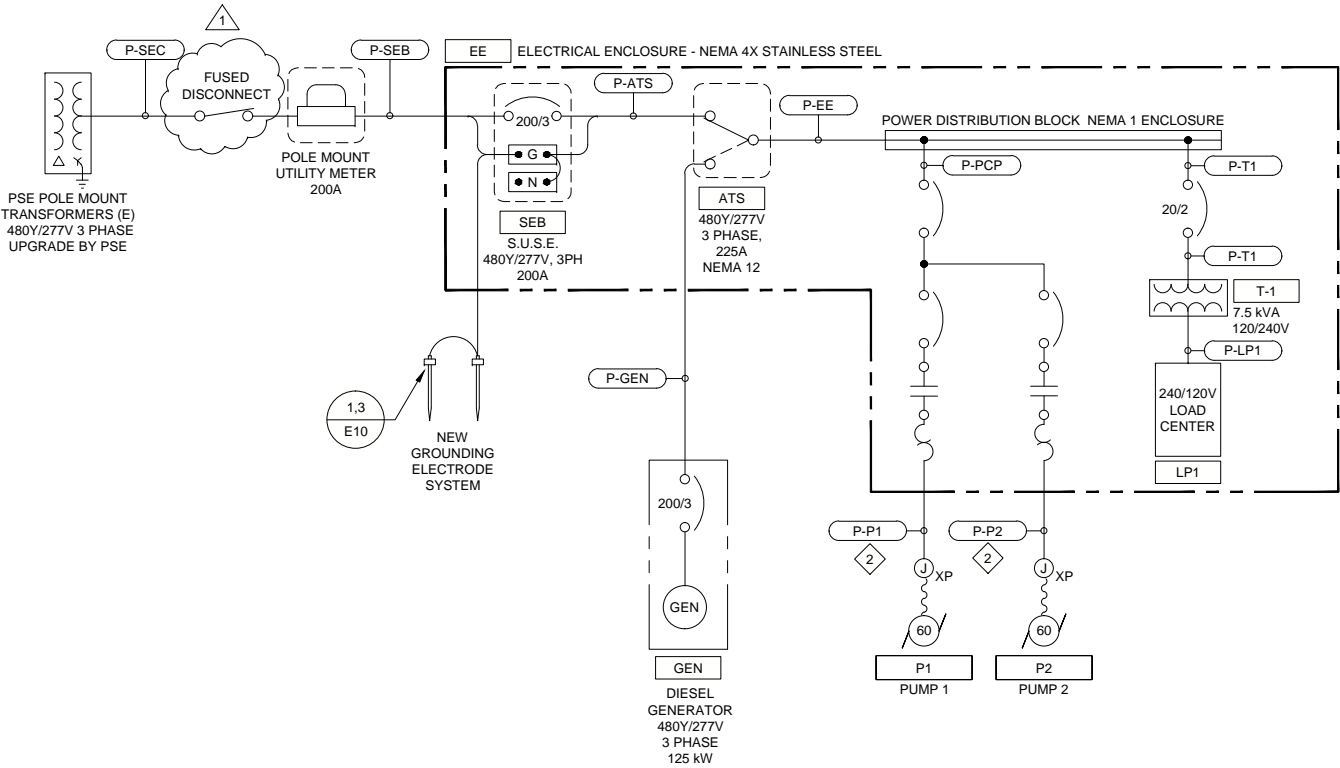 1
P-SEC
P-SEB
EE
ELECTRICAL ENCLOSURE - NEMA 4X STAINLESS STEEL
FUSED
DISCONNECT
P-ATS
P-EE
200/3
POWER DISTRIBUTION BLOCK NEMA 1 ENCLOSURE
G
N
POLE MOUNT
UTILITY METER
200A
P-PCP
P-T1
PSE POLE MOUNT
TRANSFORMERS (E)
480Y/277V 3 PHASE
UPGRADE BY PSE
SEB
S.U.S.E.
480Y/277V, 3PH
200A
ATS
480Y/277V
3 PHASE,
225A
NEMA 12
20/2
P-T1
T-1
7.5 kVA
120/240V
P-LP1
P-GEN
240/120V
LOAD
CENTER
LP1
1,3
E10
NEW
GROUNDING
ELECTRODE
SYSTEM
200/3
GEN
GEN
DIESEL
GENERATOR
480Y/277V
3 PHASE
125 kW
P-P1
2
P-P2
2
J
XP
J
XP
60
60
P1
PUMP 1
P2
PUMP 2